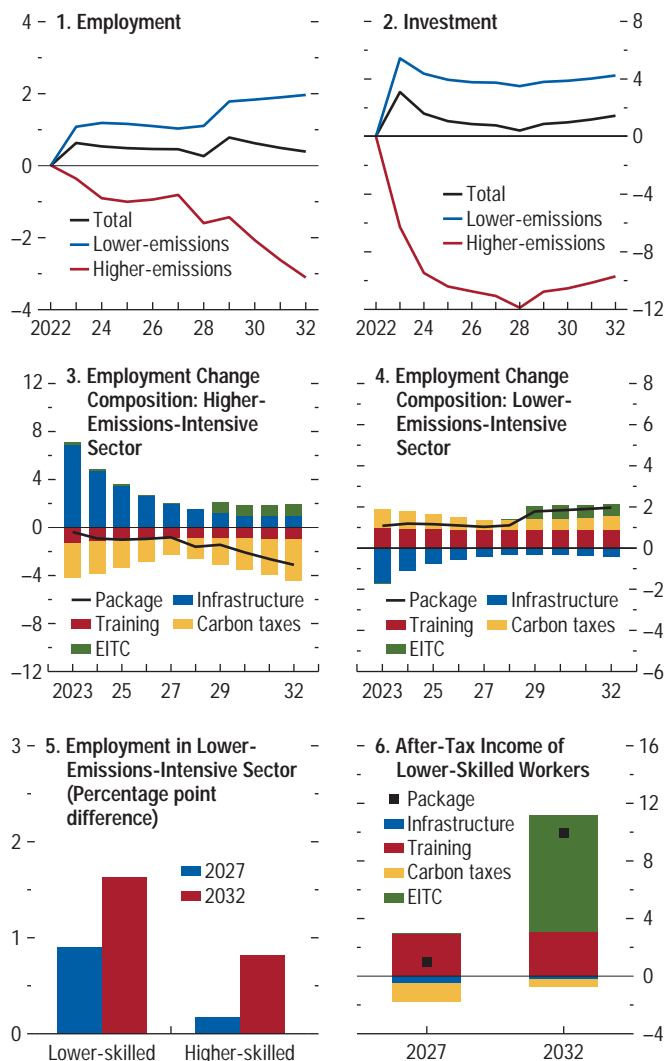 1. Employment
4
2
0
−2
−4
Total
Lower-emissions
Higher-emissions
2022 24 26 28 30 32
2. Investment
8
4
0
−4
−8
−12
Total
Lower-emissions
Higher-emissions
2022 24 26 28 30 32
3. Employment Change
Composition: Higher-
Emissions-Intensive
Sector
12
8
4
0
−4
−8
−12
Package Infrastructure
Training Carbon taxes
EITC
2023 25 27 29 32
4. Employment Change
Composition: Lower-
Emissions-Intensive
Sector
8
6
4
2
0
−2
−4
−6
Package Infrastructure
Training Carbon taxes
EITC
2023 25 27 29 32
5. Employment in Lower-
Emissions-Intensive Sector
(Percentage point
difference)
3
2
1
0
2027
2032
Lower-skilled Higher-skilled
6. After-Tax Income of
Lower-Skilled Workers
16
12
8
4
0
−4
Package
Infrastructure
Training
Carbon taxes
EITC
2027 2032